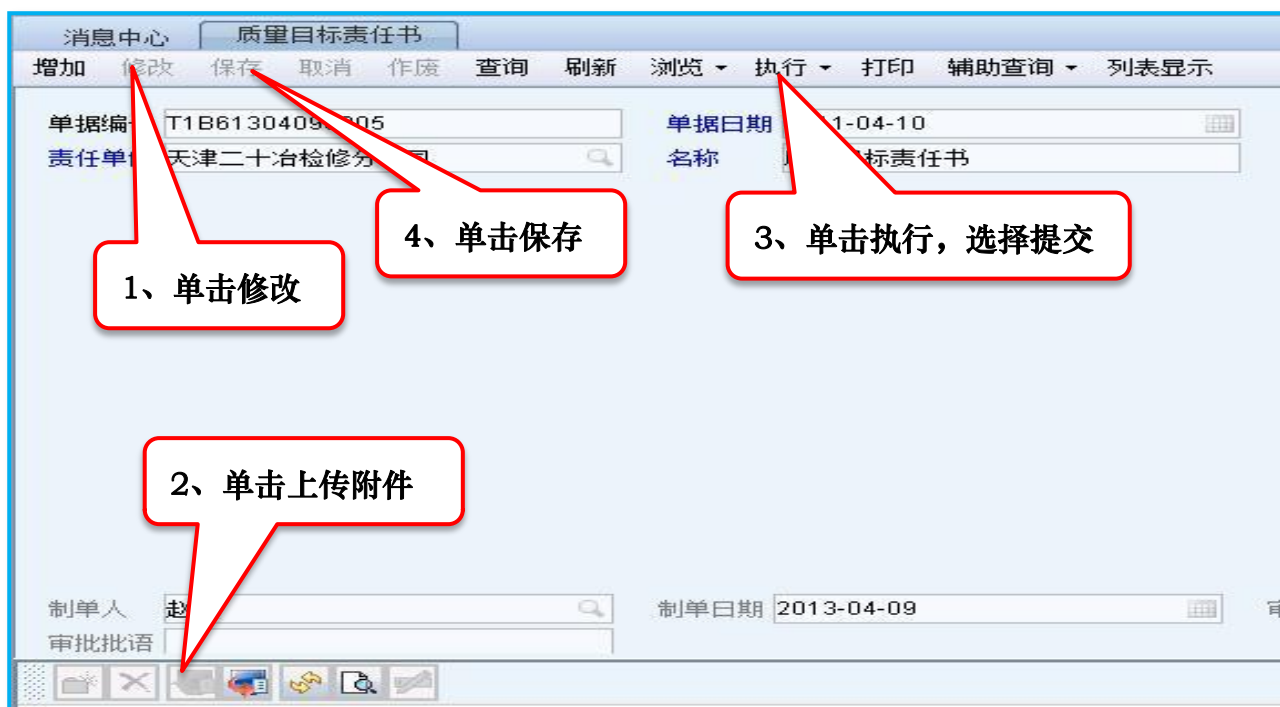 消息中心 质量目标责任书
增加 修改 保存 取消 作废 查询 刷新 浏览 执行 打印 辅助查询 列表显示
单据编 T1B61304090005 单据日期 1-04-10
责任单位 天津二十冶检修分 司 名称 目标责任书
4、单击保存
3、单击执行，选择提交
1、单击修改
2、单击上传附件
制单人 赵 制单日期 2013-04-09
审批批语